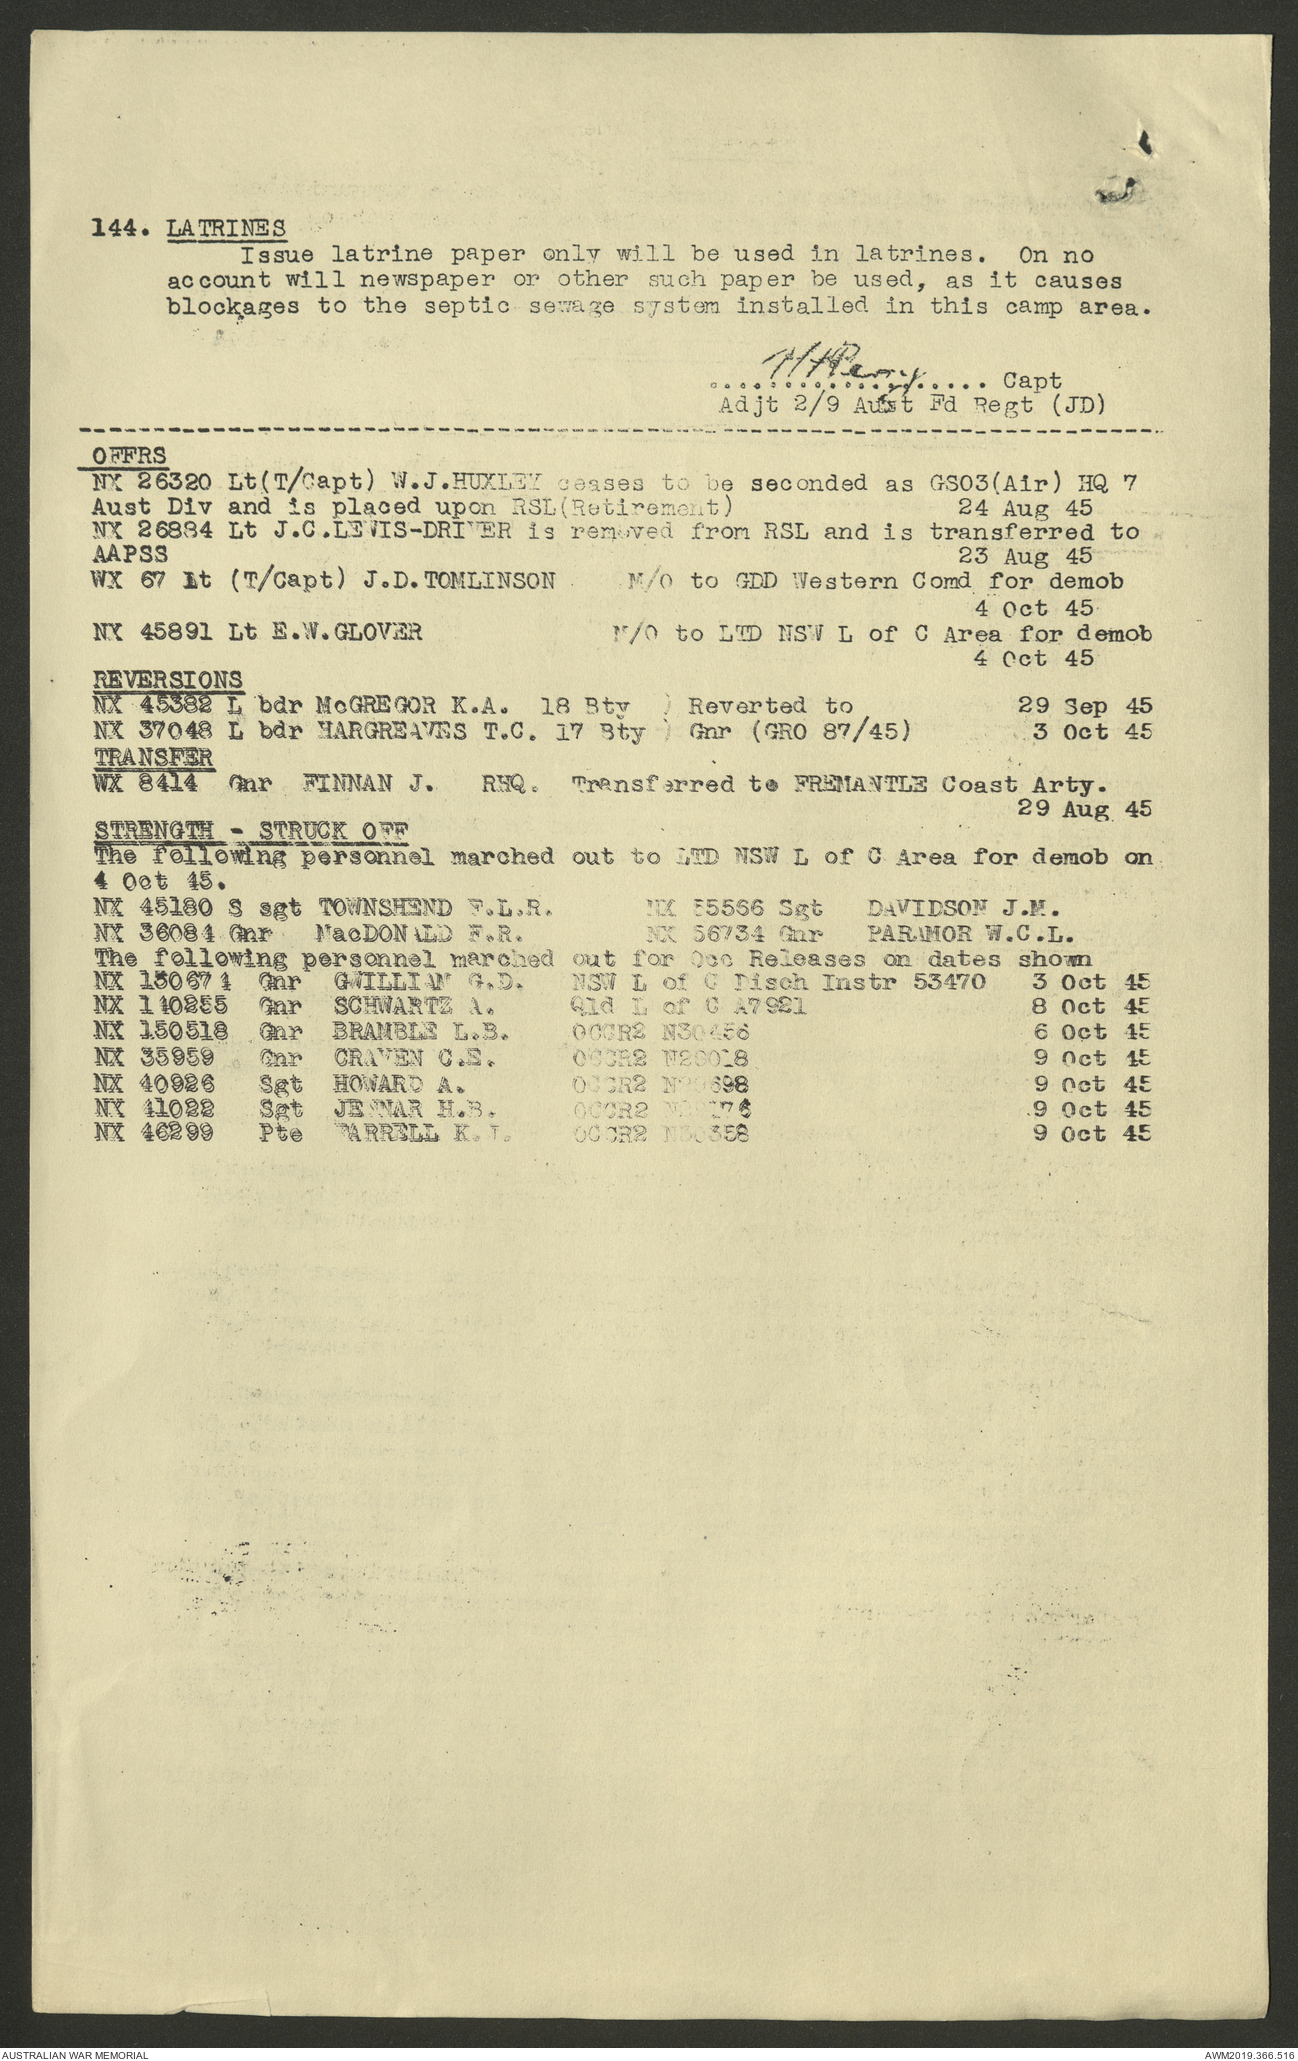 144. LATRINES
Issue latrine paper only will be used in latrines. On no
account will newspaper or other such paper be used, as it causes
blockages to the septic sewage system installed in this camp area.
................... Capt
Adjt 2/9 Aust Fd Regt (JD)
OFFRS
NX 26320 Lt(T/Capt) W.J.HUXLEY ceases to be seconded as GSO3(Air) HQ 7
Aust Div and is placed upon RSL(Retirement) 24 Aug 45
NX 26884 Lt J.C.LEWIS-DRIVER is removed from RSL and is transferred to
AAPSS 23 Aug 45
WX 67 Lt (T/Capt) J.D.TOMLINSON M/O to GDD Western Comd for demob
4 Oct 45
NX 45891 Lt E.W.GLOVER M/O to LTD NSW L of C Area for demob
4 Oct 45
REVERSIONS
NX 45382 L bdr McGREGOR K.A. 18 Bty ) Reverted to 29 Sep 45
NX 37048 L bdr HARGREAVES T.C. 17 Bty ) Gnr (GRO 87/45) 3 Oct 45
TRANSFER
WX 8414 Gnr FINNAN J. RHQ. Transferred to FREMANTLE Coast Arty.
29 Aug 45
STRENGTH - STRUCK OFF
The following personnel marched out to LTD NSW L of C Area for demob on
4 Oct 45.
NX 45180 S sgt TOWNSHEND F.L.R. NX 55566 Sgt DAVIDSON J.M.
NX 36084 Gnr MacDONALD F.R. NX 56734 Gnr PARAMOR W.C.L.
The following personnel marched out for Occ Releases on dates shown
NX 150674 Gnr GWILLIAM G.D. NSW L of C Disch Instr 53470 3 Oct 45
NX 140255 Gnr SCHWARTZ A. Qld L of C A7921 8 Oct 45
NX 150518 Gnr BRAMBLE L.B. OCCR2 N30456 6 Oct 45
NX 35959 Gnr CRAVEN C.E. OCCR2 9 Oct 45
NX 40926 Sgt HOWARD A. OCCR2 9 Oct 45
NX 41022 Sgt JENNAR H.B. OCCR2 9 Oct 45
NX 46299 Pte FARRELL OCCR2 N30358 9 Oct 45
AUSTRALIAN WAR MEMORIAL AWM2019.366.516